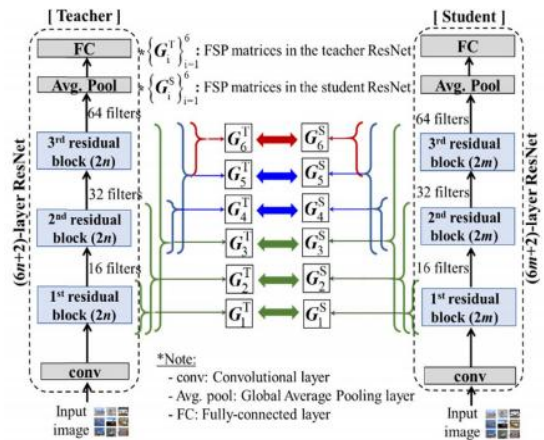 [ Teacher]
FC
Avg. Pool
64 filters
3rd residual
block (2n)
32 filters
2nd residual
block (2n)
16 filters
1st residual
block (2n)
conv
Input
image
(6n+2)-layer ResNet
*{G_i^T}_{i−1}^6 : FSP matrices in the teacher ResNet
*{G_i^S}_{i−1}^6 : FSP matrices in the student ResNet
G_6^T G_6^S
G_5^T G_5^S
G_4^T G_4^S
G_3^T G_3^S
G_2^T G_2^S
G_1^T G_1^S
*Note:
- conv: Convolutional layer
- Avg. pool: Global Average Pooling layer
- FC: Fully-connected layer
[ Student]
FC
Avg. Pool
64 filters
3rd residual
block (2m)
32 filters
2nd residual
block (2m)
16 filters
1st residual
block (2m)
conv
Input
image
(6m+2)-layer ResNet